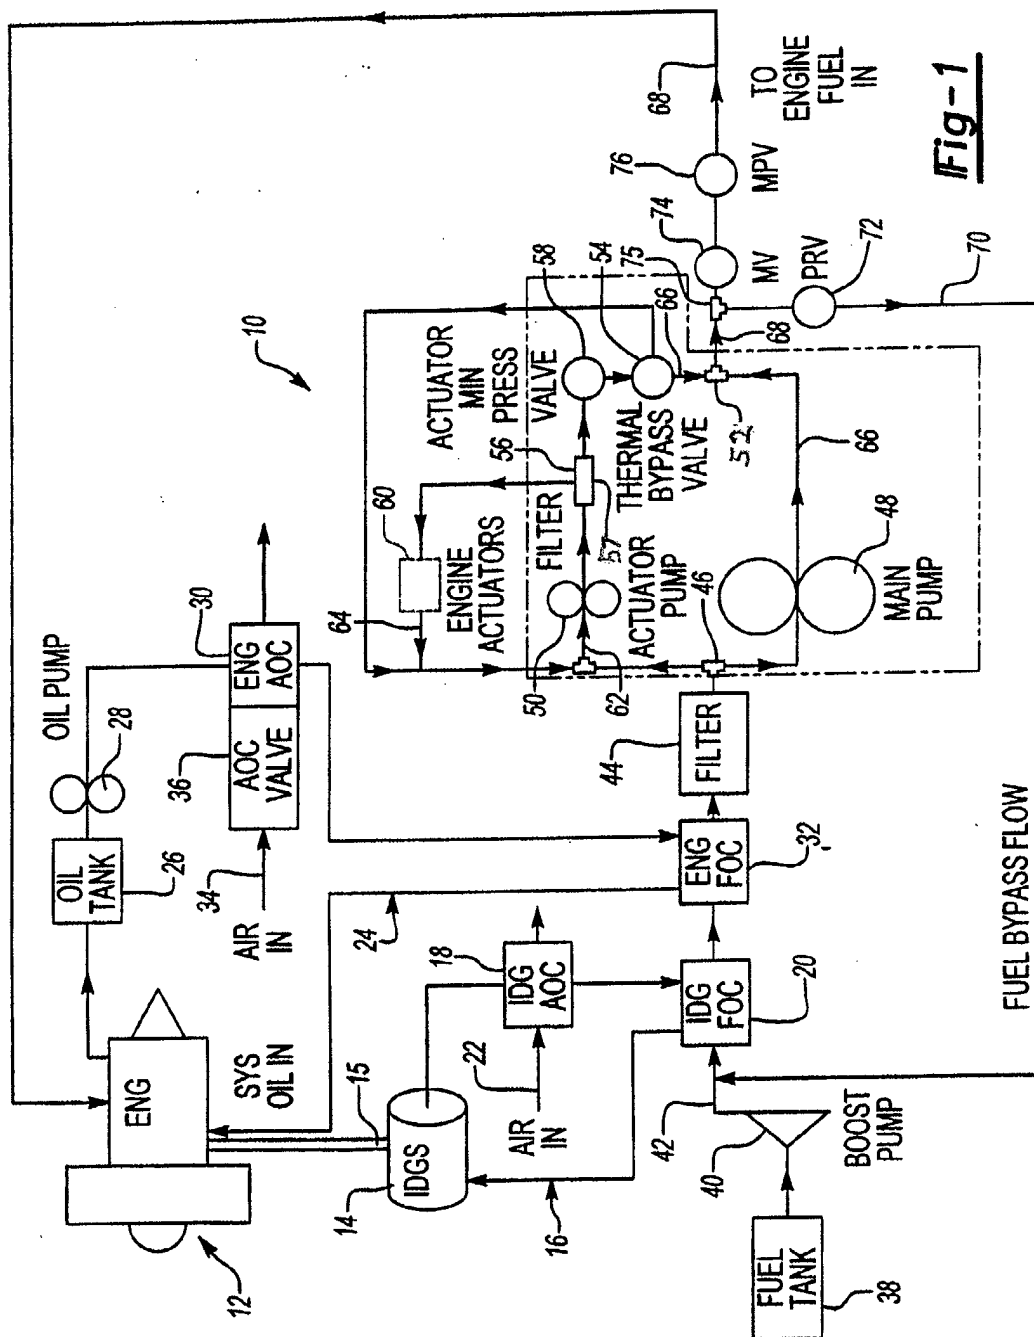 Fig-1
10
12
ENG
SYS
OIL IN
15
IDGS
14
16
24
OIL
TANK
26
OIL PUMP
28
30
ENG
AOC
AOC
VALVE
36
34
AIR
IN
18
IDG
AOC
22
AIR
IN
IDG
FOC
20
ENG
FOC
32
FILTER
44
46
FUEL
TANK
38
40
42
BOOST
PUMP
FUEL BYPASS FLOW
60
ENGINE
ACTUATORS
64
ACTUATOR
MIN
PRESS
VALVE
58
56
FILTER
57
50
62
ACTUATOR
PUMP
THERMAL
BYPASS
VALVE
54
66
52
66
48
MAIN
PUMP
68
75
74
MV
76
MPV
PRV
72
70
68
TO
ENGINE
FUEL
IN